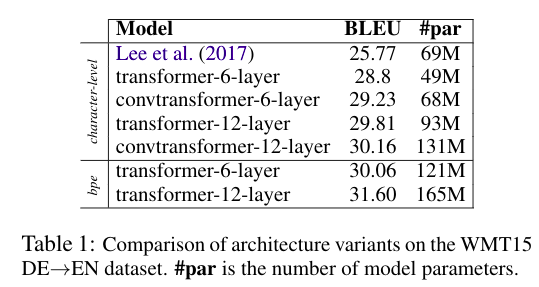 Model BLEU #par
character-level
Lee et al. (2017) 25.77 69M
transformer-6-layer 28.8 49M
convtransformer-6-layer 29.23 68M
transformer-12-layer 29.81 93M
convtransformer-12-layer 30.16 131M
bpe
transformer-6-layer 30.06 121M
transformer-12-layer 31.60 165M
Table 1: Comparison of architecture variants on the WMT15
DE→EN dataset. #par is the number of model parameters.